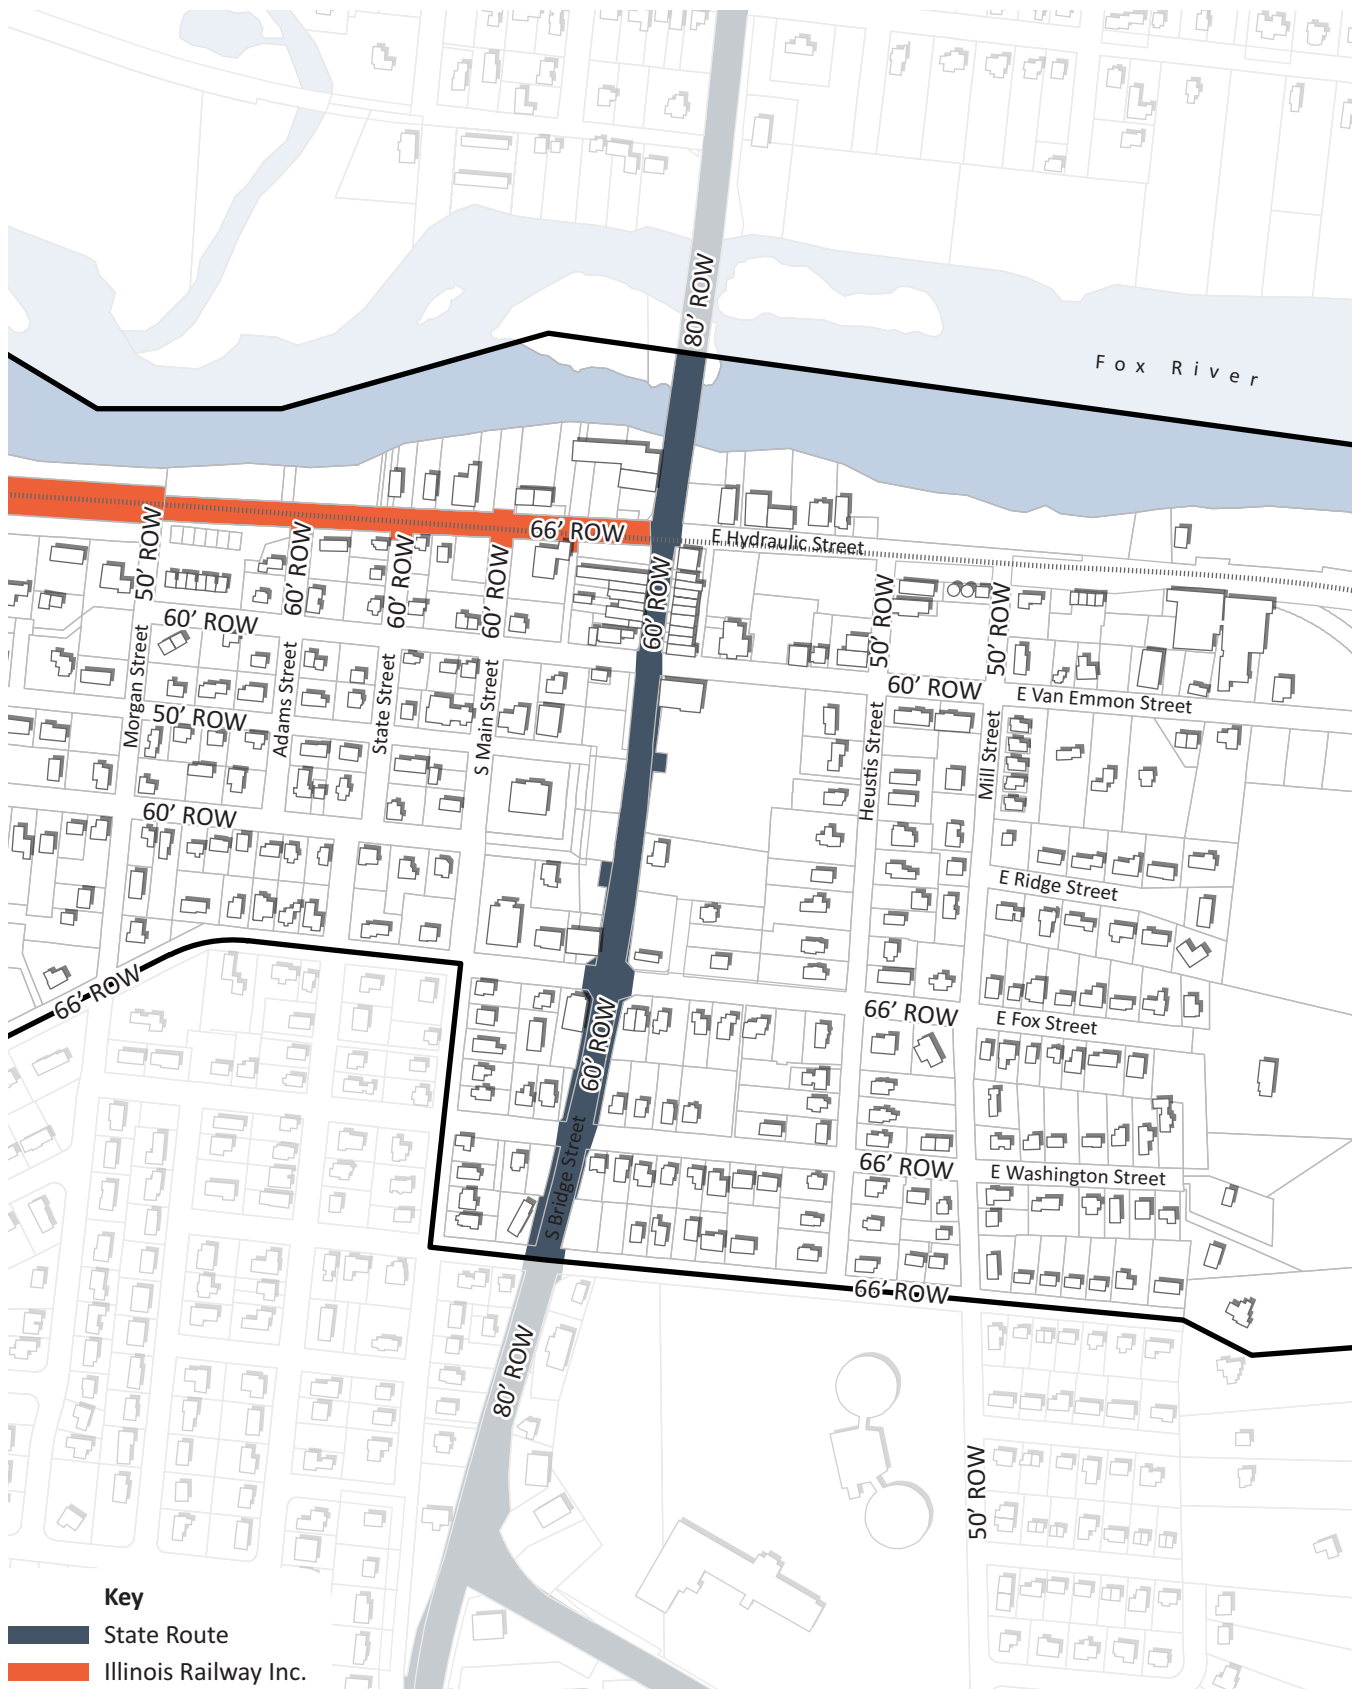 80' ROW
Fox River
66' ROW
E Hydraulic Street
50' ROW
60' ROW
60' ROW
60' ROW
60' ROW
50' ROW
50' ROW
60' ROW
Morgan Street
Adams Street
State Street
S Main Street
60' ROW
E Van Emmon Street
50' ROW
Heustis Street
Mill Street
60' ROW
E Ridge Street
66' ROW
60' ROW
66' ROW
E Fox Street
S Bridge Street
66' ROW
E Washington Street
66' ROW
80' ROW
50' ROW
Key
State Route
Illinois Railway Inc.